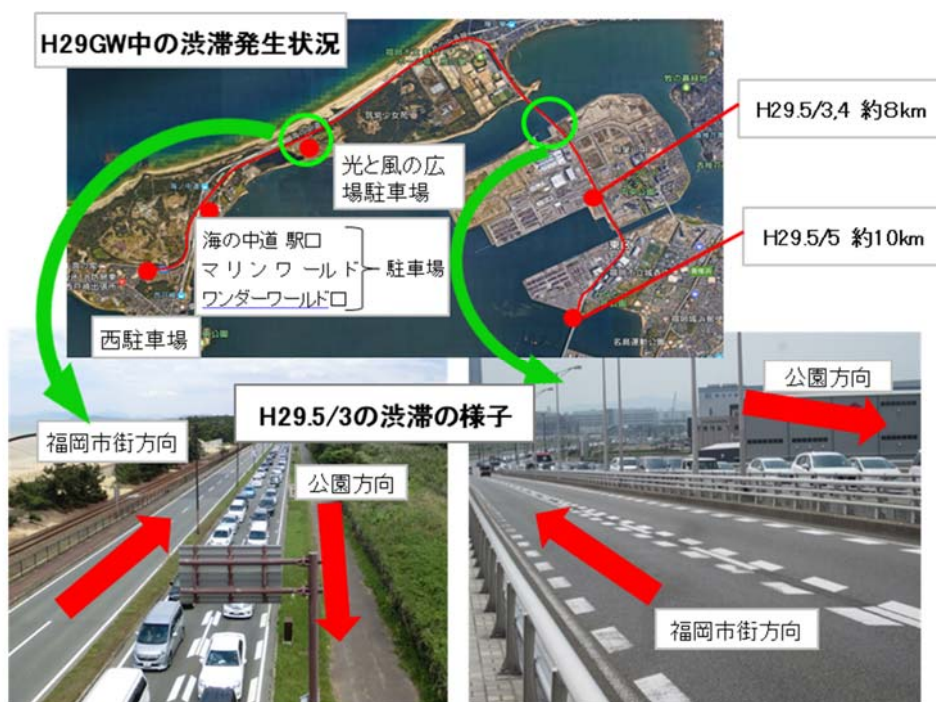 H29GW中の渋滞発生状況
H29.5/3,4 約8km
光と風の広
場駐車場
H29.5/5 約10km
海の中道 駅口
マリンワールド
ワンダーワールド口
駐車場
西駐車場
H29.5/3の渋滞の様子
公園方向
福岡市街方向
公園方向
福岡市街方向